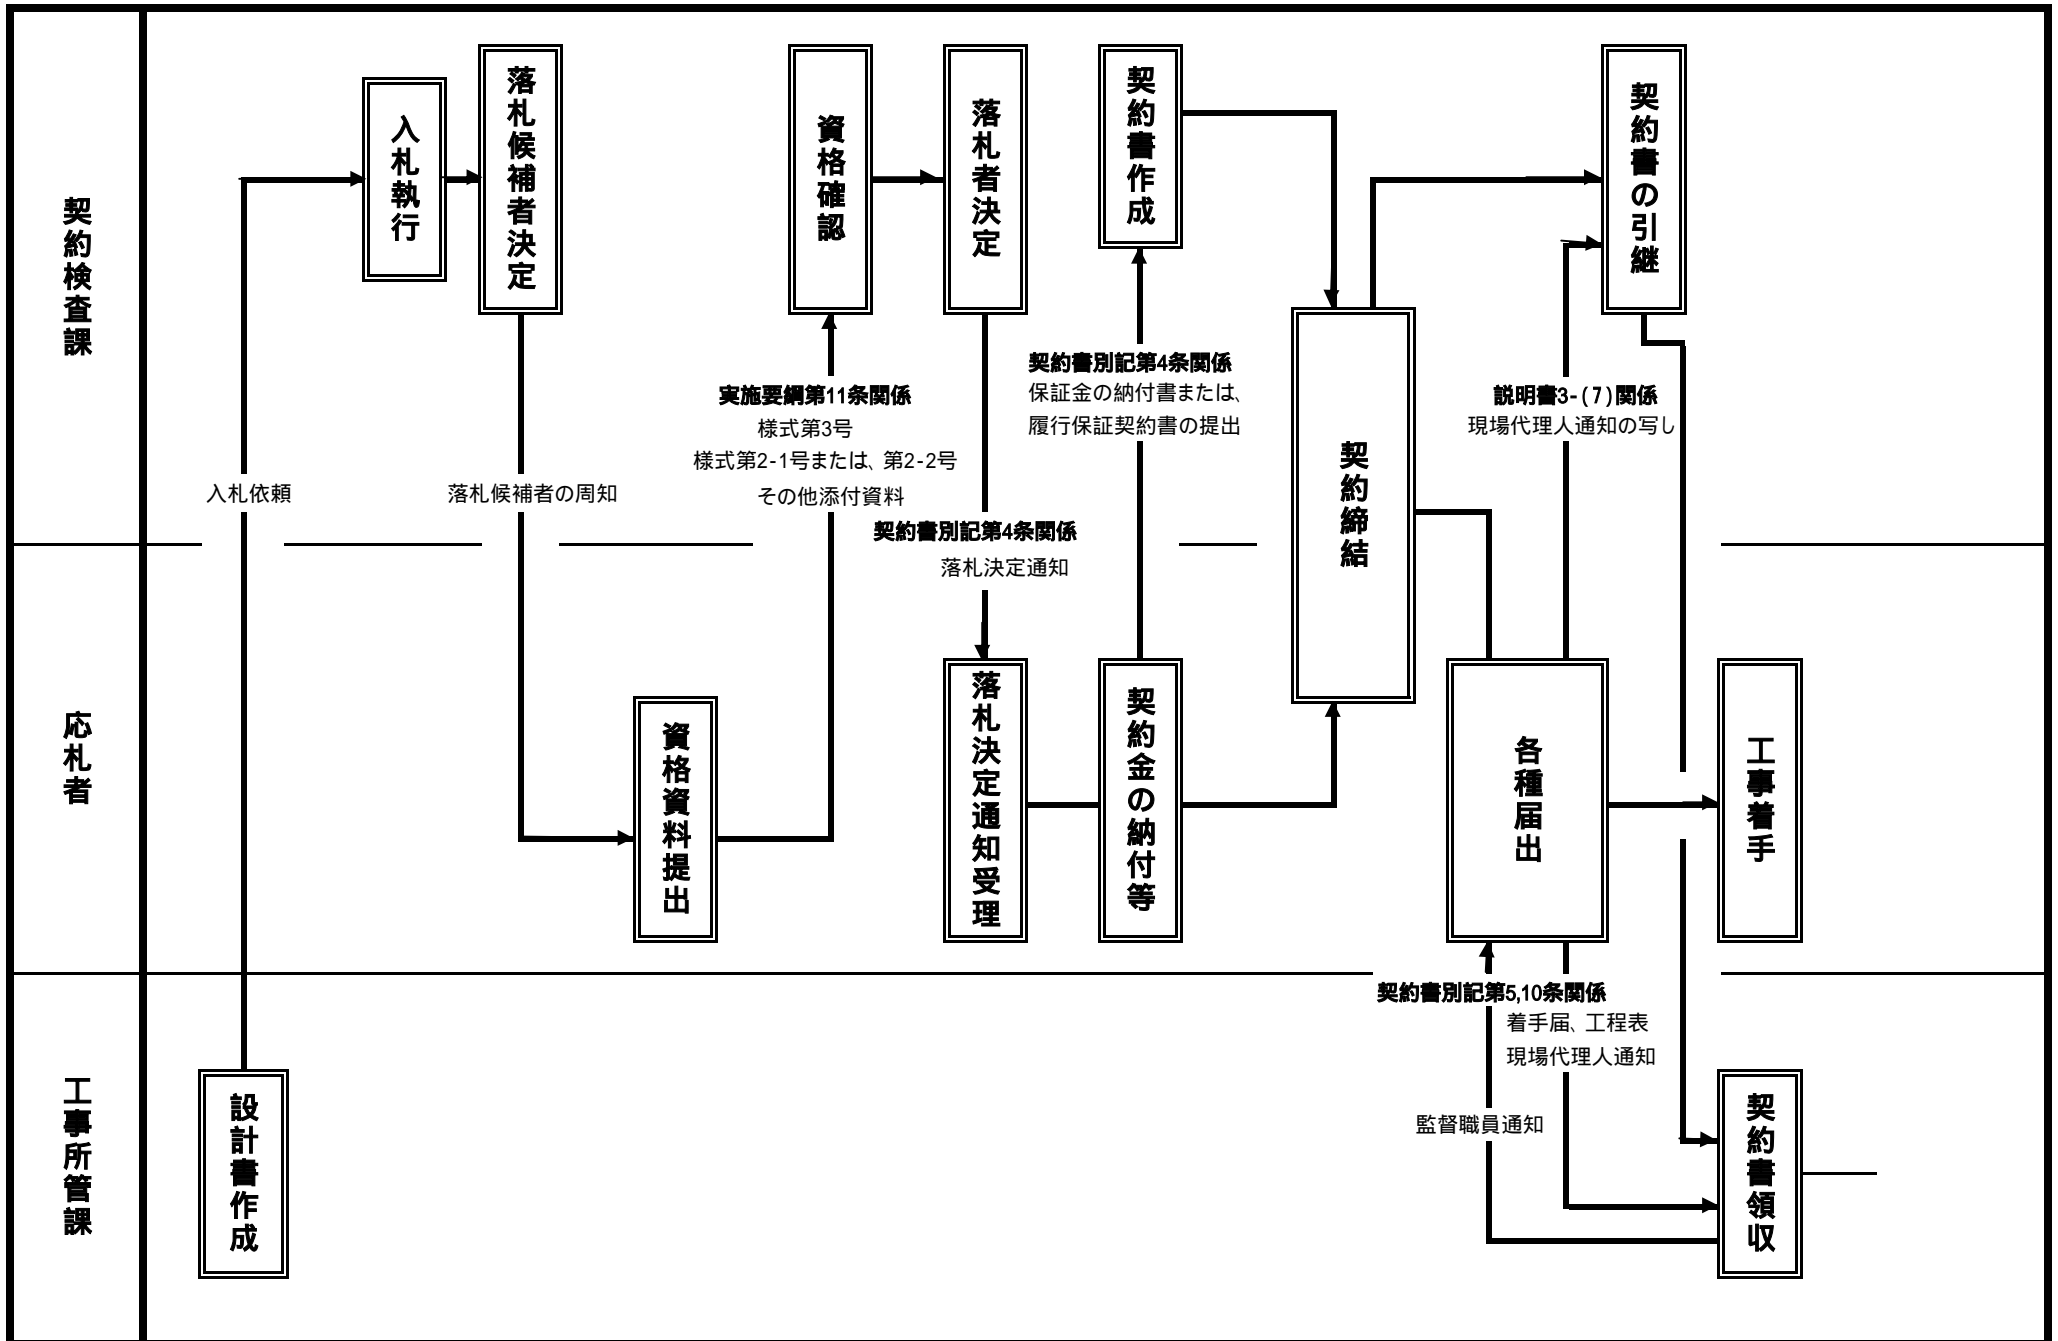 契約検査課
入札執行
落札候補者決定
資格確認
落札者決定
契約書作成
契約書の引継
契約締結
入札依頼
落札候補者の周知
実施要綱第11条関係
様式第3号
様式第2-1号または、第2-2号
その他添付資料
契約書別記第4条関係
落札決定通知
契約書別記第4条関係
保証金の納付書または、
履行保証契約書の提出
説明書3-(7)関係
現場代理人通知の写し
応札者
資格資料提出
落札決定通知受理
契約金の納付等
各種届出
工事着手
工事所管課
設計書作成
契約書別記第5,10条関係
着手届、工程表
現場代理人通知
監督職員通知
契約書領収